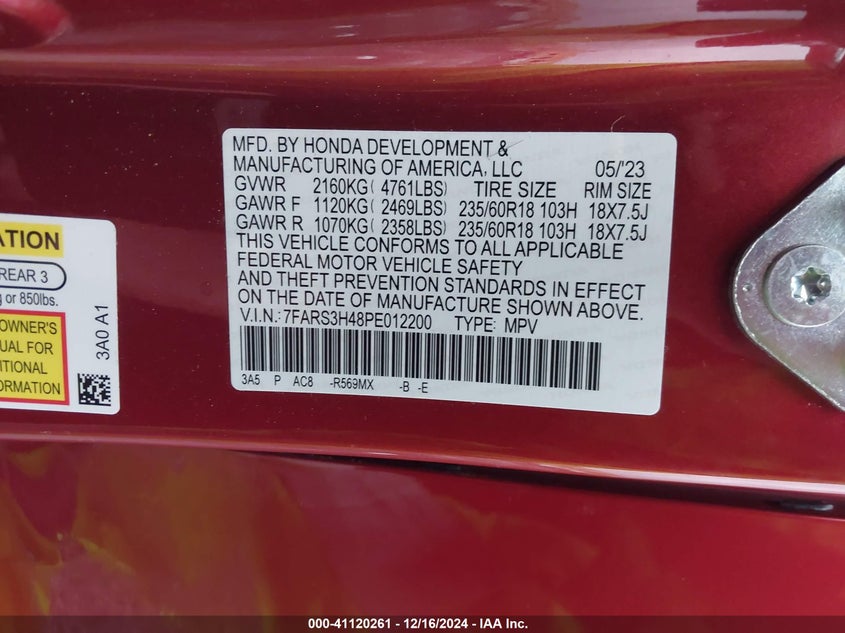 MFD. BY HONDA DEVELOPMENT &
MANUFACTURING OF AMERICA, LLC 05/'23
GVWR 2160KG( 4761LBS) TIRE SIZE RIM SIZE
GAWR F 1120KG( 2469LBS) 235/60R18 103H 18X7.5J
GAWR R 1070KG( 2358LBS) 235/60R18 103H 18X7.5J
THIS VEHICLE CONFORMS TO ALL APPLICABLE
FEDERAL MOTOR VEHICLE SAFETY
AND THEFT PREVENTION STANDARDS IN EFFECT
ON THE DATE OF MANUFACTURE SHOWN ABOVE.
V.I.N.:7FARS3H48PE012200 TYPE: MPV
3A5 P AC8 -R569MX -B -E
REAR 3
or 850lbs.
OWNER'S
FOR
3A0 A1
000-41120261 - 12/16/2024 - IAA Inc.